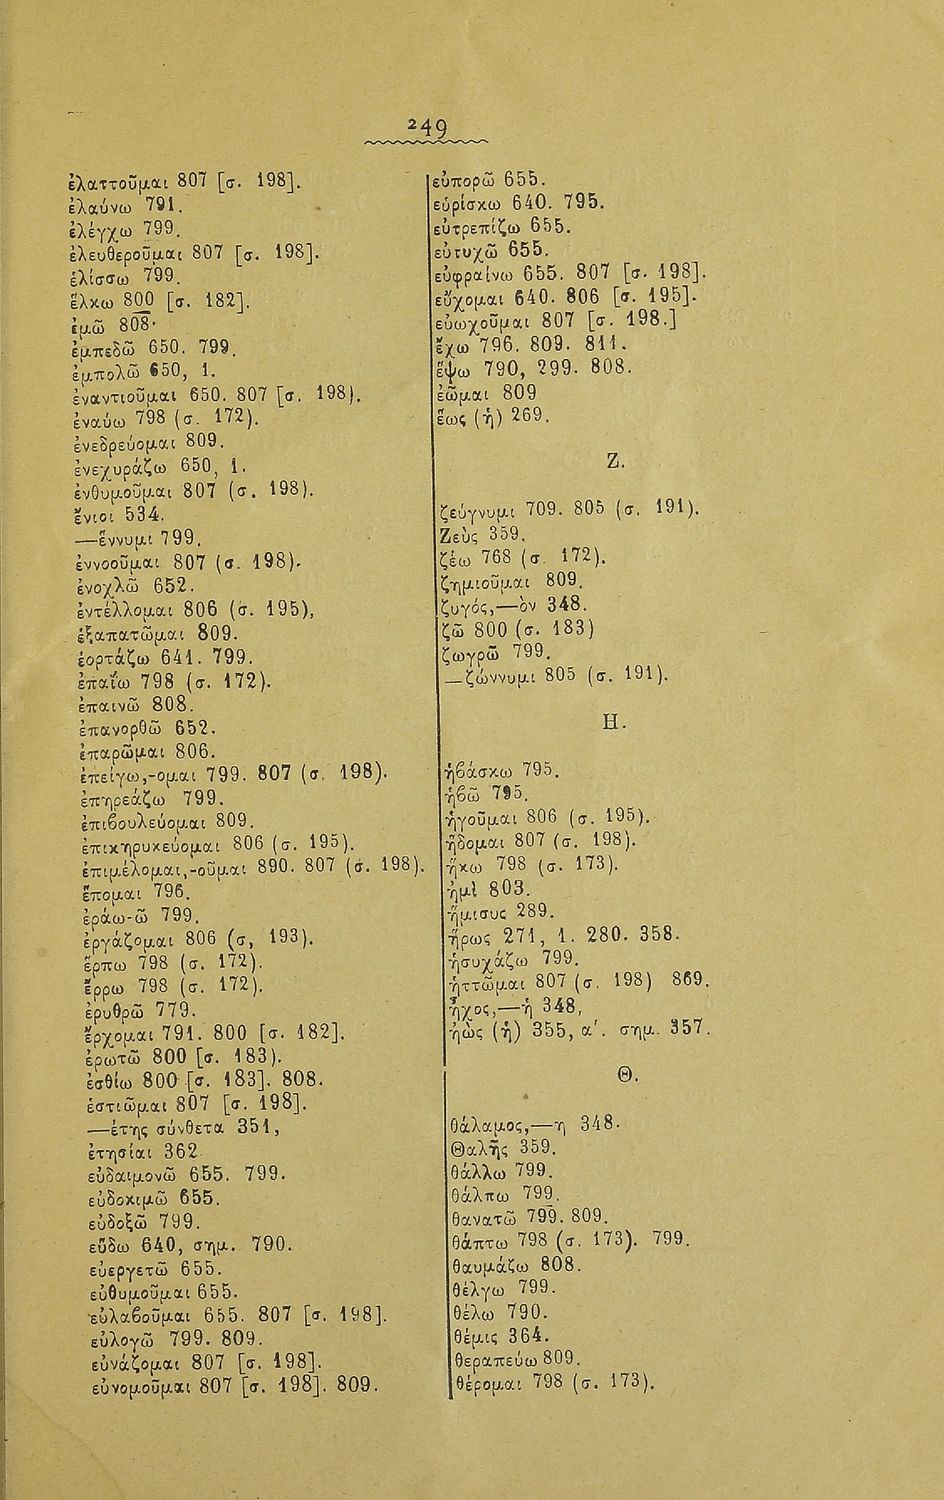 249
ἐλαττοῦμαι 807 [σ. 198].
ἐλαύνω 791.
ἐλέγχω 799.
ἐλευθεροῦμαι 807 [σ. 198].
ἑλίσσω 799.
ἕλκω 800 [σ. 182].
ἐμῶ 808·
ἐμπεδῶ 650. 799.
ἐμπολῶ 650, 1.
ἐναντιοῦμαι 650. 807 [σ. 198).
ἐναύω 798 (σ. 172).
ἐνεδρεύομαι 809.
ἐνεχυράζω 650, 1.
ἐνθυμοῦμαι 807 (σ. 198).
ἔνιοι 534.
—ἕννυμι 799.
ἐννοοῦμαι 807 (σ. 198).
ἐνοχλῶ 652.
ἐντέλλομαι 806 (σ. 195),
ἐξαπατῶμαι 809.
ἑορτάζω 641. 799.
ἐπαΐω 798 (σ. 172).
ἐπαινῶ 808.
ἐπανορθῶ 652.
ἐπαρῶμαι 806.
ἐπείγω,-ομαι 799. 807 (σ. 198).
ἐπηρεάζω 799.
ἐπιϐουλεύομαι 809.
ἐπικηρυκεύομαι 806 (σ. 195).
ἐπιμέλομαι,-οῦμαι 890. 807 (σ. 198).
ἕπομαι 796.
ἐράω-ῶ 799.
ἐργάζομαι 806 (σ, 193).
ἕρπω 798 (σ. 172).
ἔρρω 798 (σ. 172).
ἐρυθρῶ 779.
ἔρχομαι 791. 800 [σ. 182].
ἐρωτῶ 800 [σ. 183).
ἐσθίω 800 [σ. 183]. 808.
ἑστιῶμαι 807 [σ. 198].
—έτης σύνθετα 351,
ἐτησίαι 362
εὐδαιμονῶ 655. 799.
εὐδοκιμῶ 655.
εὐδοξῶ 799.
εὕδω 640, σημ. 790.
εὐεργετῶ 655.
εὐθυμοῦμαι 655.
εὐλαϐοῦμαι 655. 807 [σ. 198].
εὐλογῶ 799. 809.
εὐνάζομαι 807 [σ. 198].
εὐνομοῦμαι 807 [σ. 198]. 809.
εὐπορῶ 655.
εὑρίσκω 640. 795.
εὐτρεπίζω 655.
εὐτυχῶ 655.
εὐφραίνω 655. 807 [σ. 198].
εὔχομαι 640. 806 [σ. 195].
εὐωχοῦμαι 807 [σ. 198.]
ἔχω 796. 809. 811.
ἕψω 790, 299. 808.
ἐῶμαι 809
ἕως (ἡ) 269.
Ζ.
ζεύγνυμι 709. 805 (σ. 191).
Ζεὺς 359.
ζέω 768 (σ. 172).
ζημιοῦμαι 809.
ζυγός,—ὸν 348.
ζῶ 800 (σ. 183)
ζωγρῶ 799.
—ζώννυμι 805 (σ. 191).
Η.
ἡϐάσκω 795.
ἡϐῶ 795.
ἡγοῦμαι 806 (σ. 195).
ἥδομαι 807 (σ. 198).
ἥκω 798 (σ. 173).
ἠμὶ 803.
ἥμισυς 289.
ἥρως 271, 1. 280. 358.
ἡσυχάζω 799.
ἡττῶμαι 807 (σ. 198) 869.
ἦχος,—ἡ 348,
ἠὼς (ἡ) 355, α΄. σημ. 357.
Θ.
θάλαμος,—η 348.
Θαλῆς 359.
θάλλω 799.
θάλπω 799.
θανατῶ 799. 809.
θάπτω 798 (σ. 173). 799.
θαυμάζω 808.
θέλγω 799.
θέλω 790.
θέμις 364.
θεραπεύω 809.
θέρομαι 798 (σ. 173).